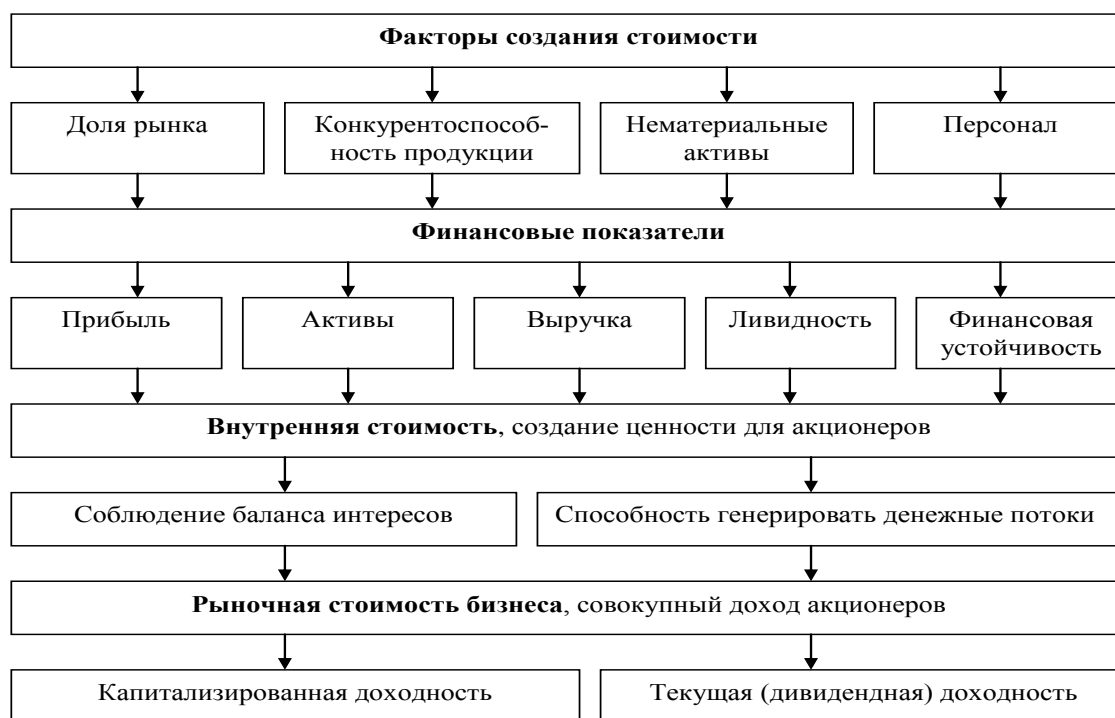 Факторы создания стоимости
Доля рынка
Конкурентоспособ-
ность продукции
Нематериальные
активы
Персонал
Финансовые показатели
Прибыль
Активы
Выручка
Ливидность
Финансовая
устойчивость
Внутренняя стоимость, создание ценности для акционеров
Соблюдение баланса интересов
Способность генерировать денежные потоки
Рыночная стоимость бизнеса, совокупный доход акционеров
Капитализированная доходность
Текущая (дивидендная) доходность